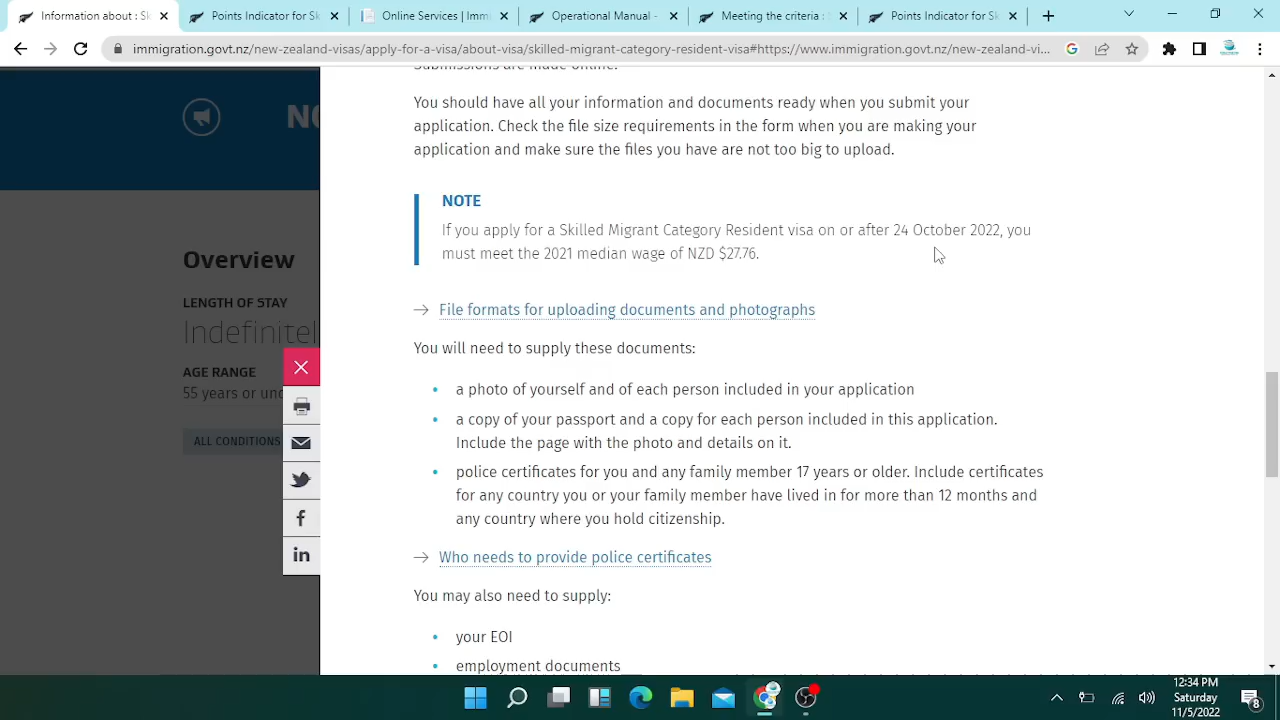 Information about : Sk
Points Indicator for Sk
Online Services | Imm
Operational Manual -
Meeting the criteria : S
Points Indicator for Sk
immigration.govt.nz/new-zealand-visas/apply-for-a-visa/about-visa/skilled-migrant-category-resident-visa#https://www.immigration.govt.nz/new-zealand-vi...
Submissions are made online.
You should have all your information and documents ready when you submit your
application. Check the file size requirements in the form when you are making your
application and make sure the files you have are not too big to upload.
NO
NOTE
If you apply for a Skilled Migrant Category Resident visa on or after 24 October 2022, you
must meet the 2021 median wage of NZD $27.76.
Overview
LENGTH OF STAY
Indefinitel
AGE RANGE
55 years or und
ALL CONDITIONS
File formats for uploading documents and photographs
You will need to supply these documents:
• a photo of yourself and of each person included in your application
• a copy of your passport and a copy for each person included in this application.
Include the page with the photo and details on it.
• police certificates for you and any family member 17 years or older. Include certificates
for any country you or your family member have lived in for more than 12 months and
any country where you hold citizenship.
Who needs to provide police certificates
You may also need to supply:
• your EOI
• employment documents
12:34 PM
Saturday
11/5/2022
8